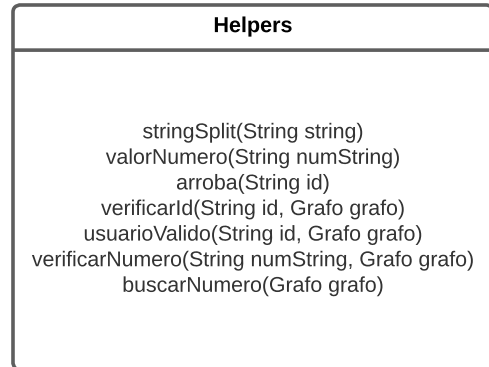 Helpers
stringSplit(String string)
valorNumero(String numString)
arroba(String id)
verificarId(String id, Grafo grafo)
usuarioValido(String id, Grafo grafo)
verificarNumero(String numString, Grafo grafo)
buscarNumero(Grafo grafo)